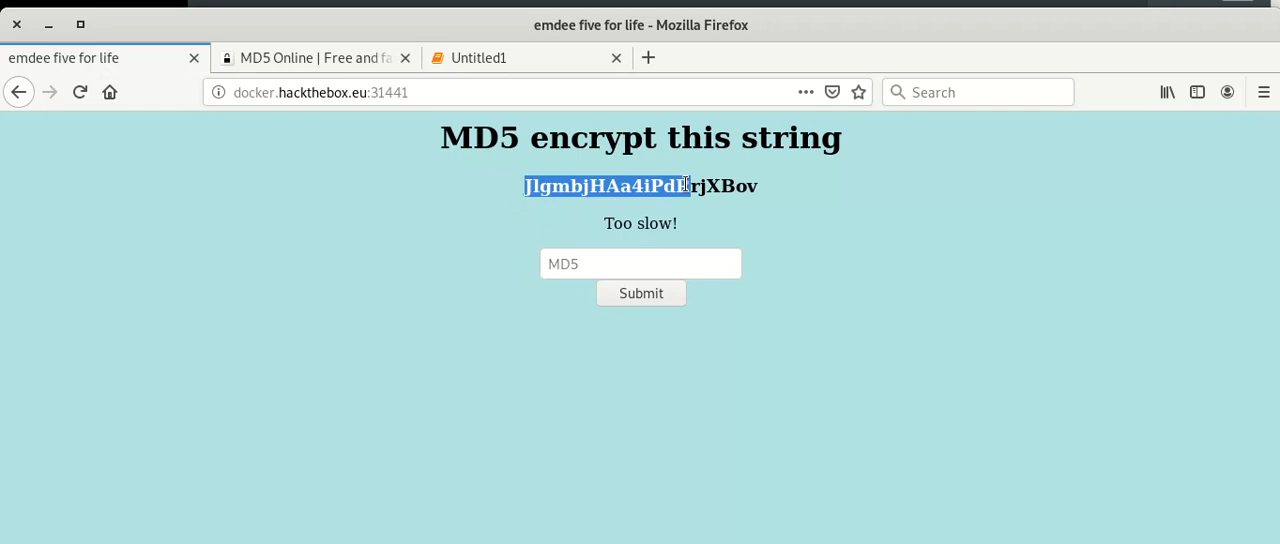 emdee five for life - Mozilla Firefox
emdee five for life
MD5 Online | Free and fa
Untitled1
docker.hackthebox.eu:31441
Search
MD5 encrypt this string
Too slow!
MD5
Submit